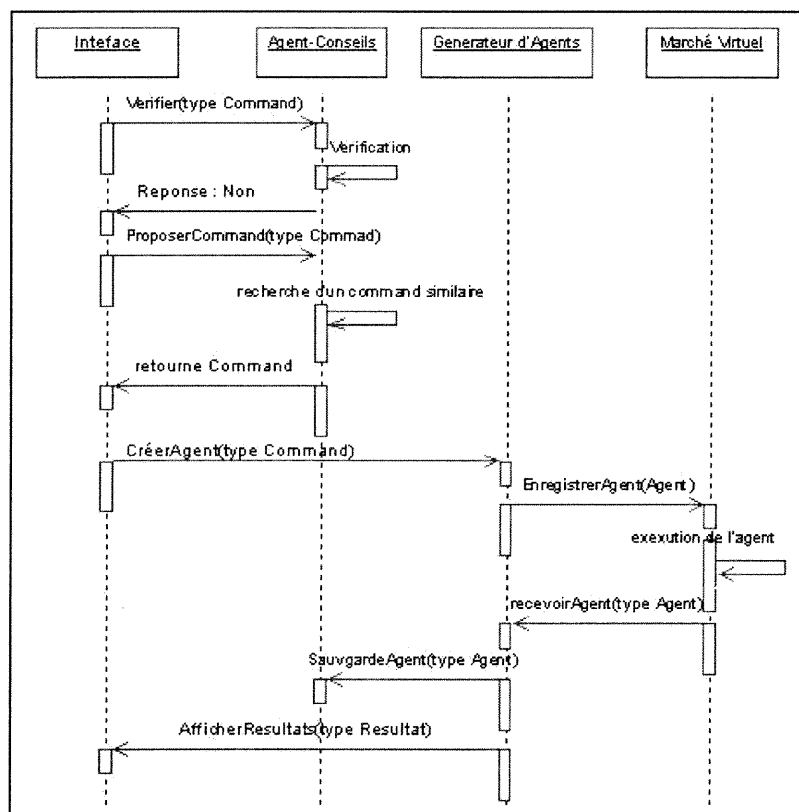 Inteface
Agent-Conseils
Generateur d'Agents
Marché Virtuel
Verifier(type Command)
Verification
Reponse : Non
ProposerCommand(type Commad)
recherche d'un command similaire
retourne Command
CréerAgent(type Command)
EnregistrerAgent(Agent)
exexution de l'agent
recevoirAgent(type Agent)
SauvgardeAgent(type Agent)
AfficherResultats(type Resultat)